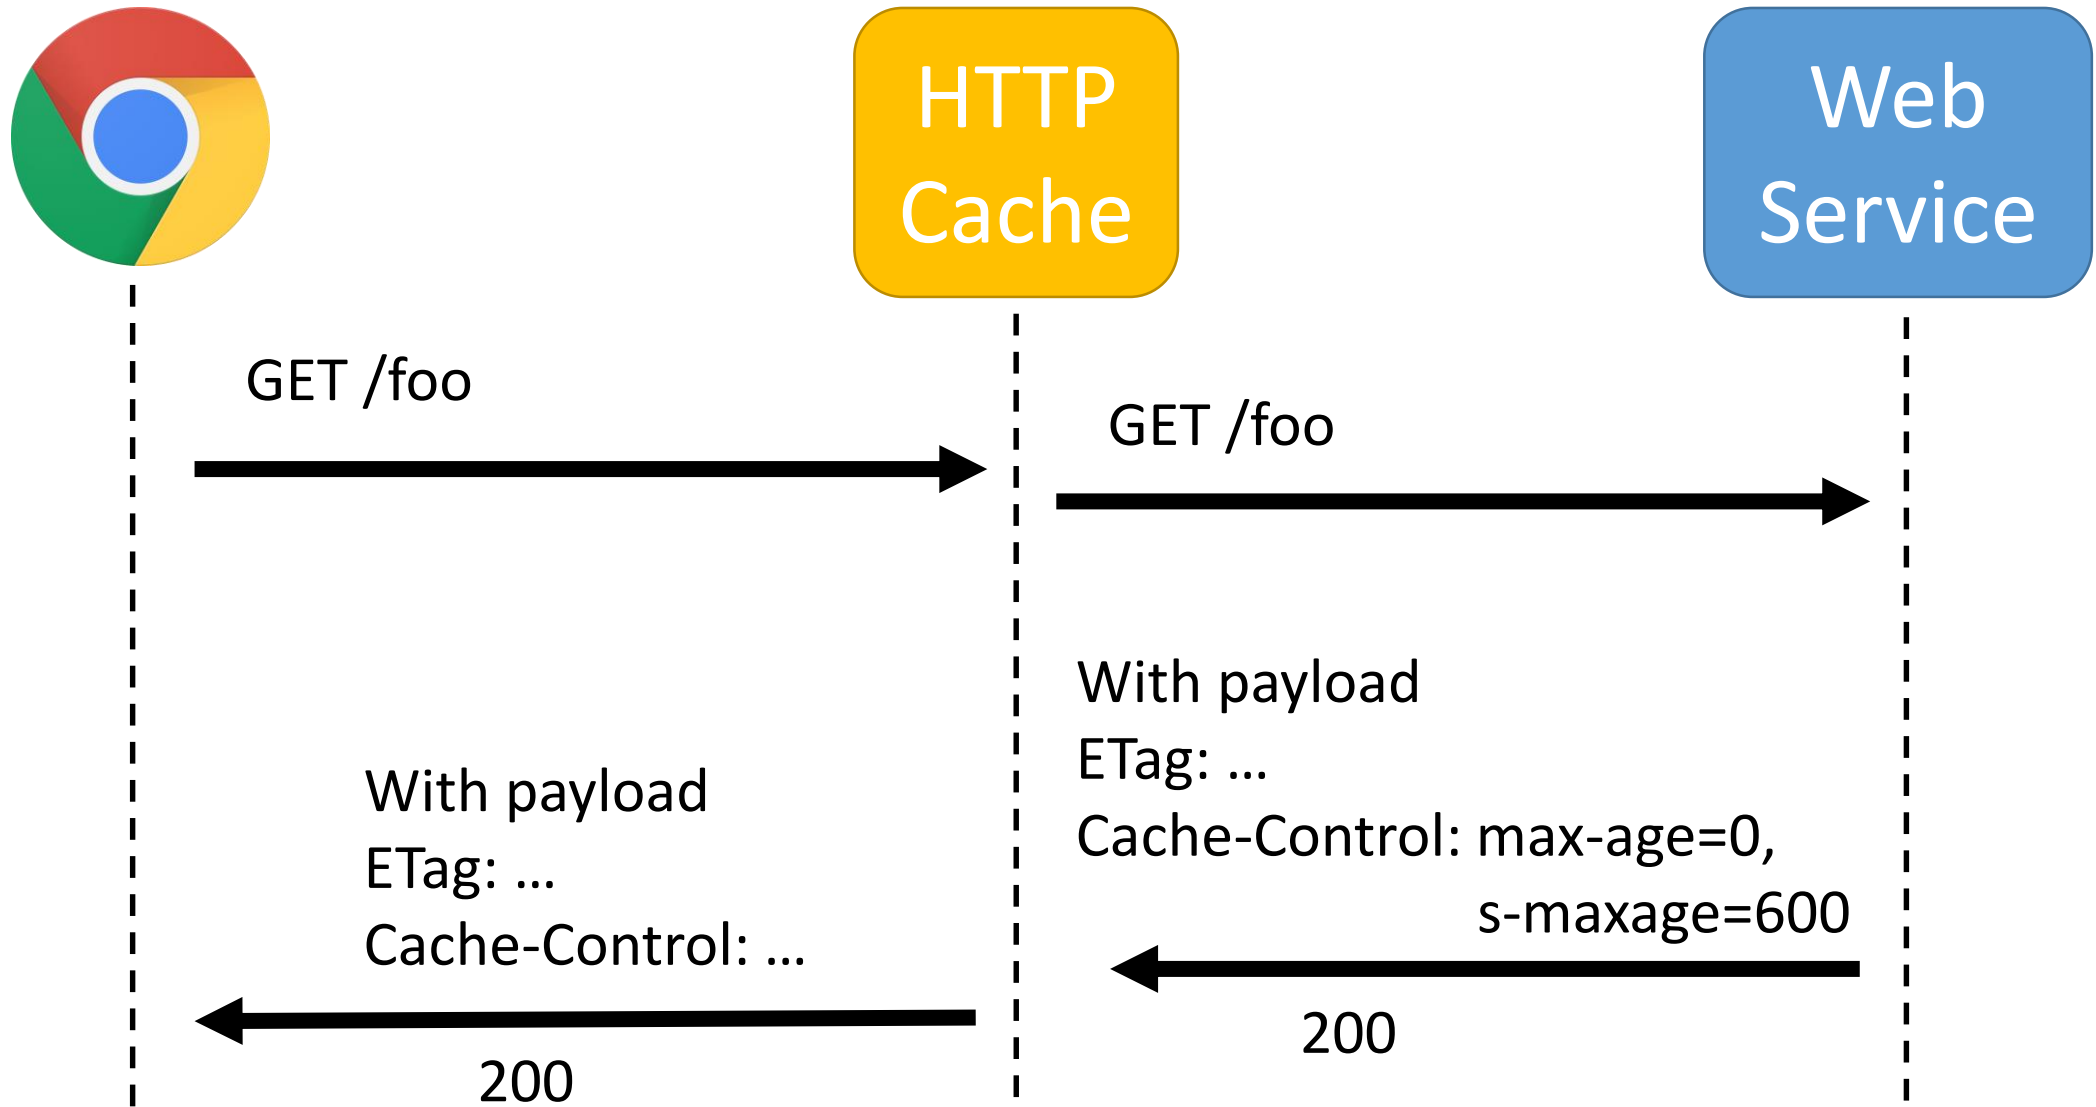 HTTP
Cache
Web
Service
GET /foo
GET /foo
With payload
ETag: ...
Cache-Control: max-age=0,
s-maxage=600
200
With payload
ETag: ...
Cache-Control: ...
200